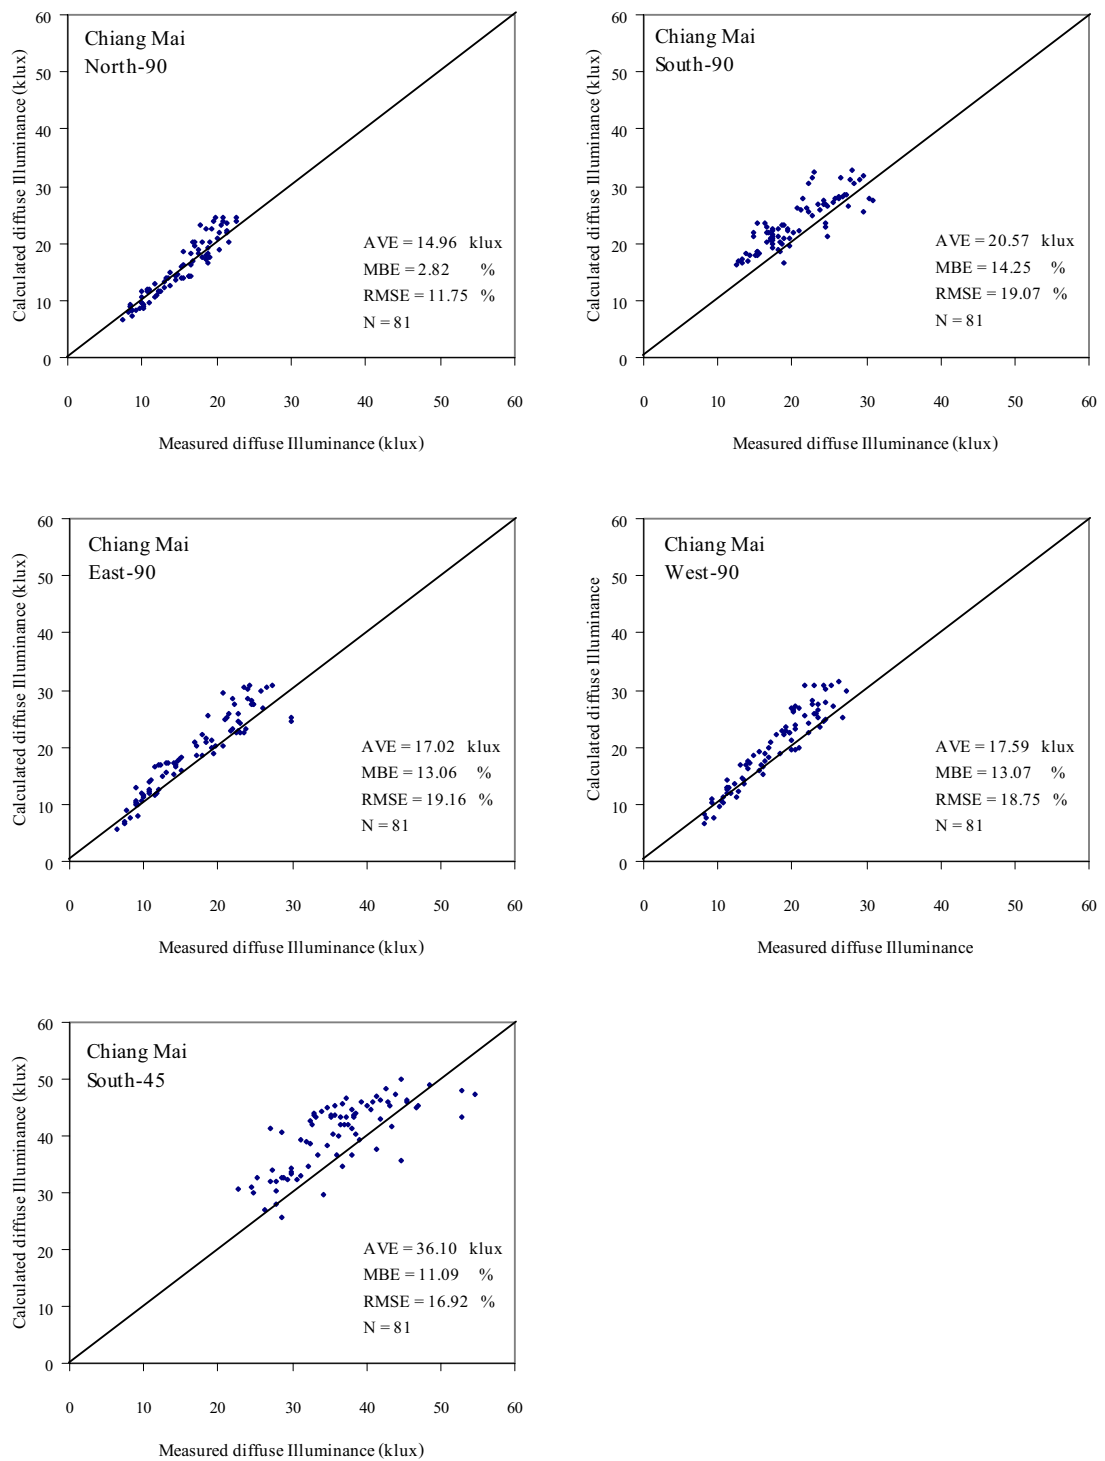 Chiang Mai
North-90
Calculated diffuse Illuminance (klux)
60
50
40
30
20
10
0
AVE = 14.96 klux
MBE = 2.82 %
RMSE = 11.75 %
N = 81
0 10 20 30 40 50 60
Measured diffuse Illuminance (klux)
Chiang Mai
South-90
Calculated diffuse Illuminance (klux)
60
50
40
30
20
10
0
AVE = 20.57 klux
MBE = 14.25 %
RMSE = 19.07 %
N = 81
0 10 20 30 40 50 60
Measured diffuse Illuminance (klux)
Chiang Mai
East-90
Calculated diffuse Illuminance (klux)
60
50
40
30
20
10
0
AVE = 17.02 klux
MBE = 13.06 %
RMSE = 19.16 %
N = 81
0 10 20 30 40 50 60
Measured diffuse Illuminance (klux)
Chiang Mai
West-90
Calculated diffuse Illuminance
60
50
40
30
20
10
0
AVE = 17.59 klux
MBE = 13.07 %
RMSE = 18.75 %
N = 81
0 10 20 30 40 50 60
Measured diffuse Illuminance
Chiang Mai
South-45
Calculated diffuse Illuminance (klux)
60
50
40
30
20
10
0
AVE = 36.10 klux
MBE = 11.09 %
RMSE = 16.92 %
N = 81
0 10 20 30 40 50 60
Measured diffuse Illuminance (klux)